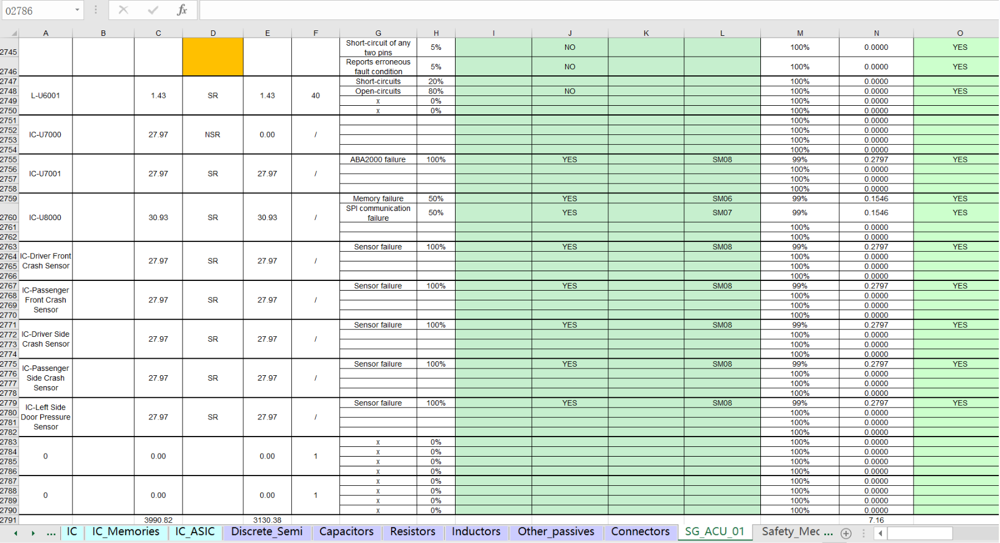 02786 fx
A B C D E F G H I J K L M N O
2745 Short-circuit of any two pins 5% NO 100% 0.0000 YES
2746 Reports erroneous fault condition 5% NO 100% 0.0000 YES
2747 Short-circuits 20% 100% 0.0000
2748 L-U6001 1.43 SR 1.43 40 Open-circuits 80% NO 100% 0.0000 YES
2749 x 0% 100% 0.0000
2750 x 0% 100% 0.0000
2751 100% 0.0000
2752 IC-U7000 27.97 NSR 0.00 / 100% 0.0000
2753 100% 0.0000
2754 100% 0.0000
2755 ABA2000 failure 100% YES SM08 99% 0.2797 YES
2756 IC-U7001 27.97 SR 27.97 / 100% 0.0000
2757 100% 0.0000
2758 100% 0.0000
2759 Memory failure 50% YES SM06 99% 0.1546 YES
2760 IC-U8000 30.93 SR 30.93 / SPI communication failure 50% YES SM07 99% 0.1546 YES
2761 100% 0.0000
2762 100% 0.0000
2763 Sensor failure 100% YES SM08 99% 0.2797 YES
2764 IC-Driver Front Crash Sensor 27.97 SR 27.97 / 100% 0.0000
2765 100% 0.0000
2766 100% 0.0000
2767 Sensor failure 100% YES SM08 99% 0.2797 YES
2768 IC-Passenger Front Crash Sensor 27.97 SR 27.97 / 100% 0.0000
2769 100% 0.0000
2770 100% 0.0000
2771 Sensor failure 100% YES SM08 99% 0.2797 YES
2772 IC-Driver Side Crash Sensor 27.97 SR 27.97 / 100% 0.0000
2773 100% 0.0000
2774 100% 0.0000
2775 Sensor failure 100% YES SM08 99% 0.2797 YES
2776 IC-Passenger Side Crash Sensor 27.97 SR 27.97 / 100% 0.0000
2777 100% 0.0000
2778 100% 0.0000
2779 Sensor failure 100% YES SM08 99% 0.2797 YES
2780 IC-Left Side Door Pressure Sensor 27.97 SR 27.97 / 100% 0.0000
2781 100% 0.0000
2782 100% 0.0000
2783 x 0% 100% 0.0000
2784 0 0.00 0.00 1 x 0% 100% 0.0000
2785 x 0% 100% 0.0000
2786 x 0% 100% 0.0000
2787 x 0% 100% 0.0000
2788 0 0.00 0.00 1 x 0% 100% 0.0000
2789 x 0% 100% 0.0000
2790 x 0% 100% 0.0000
2791 3990.82 3130.38 7.16
... IC IC_Memories IC_ASIC Discrete_Semi Capacitors Resistors Inductors Other_passives Connectors SG_ACU_01 Safety_Mec ...